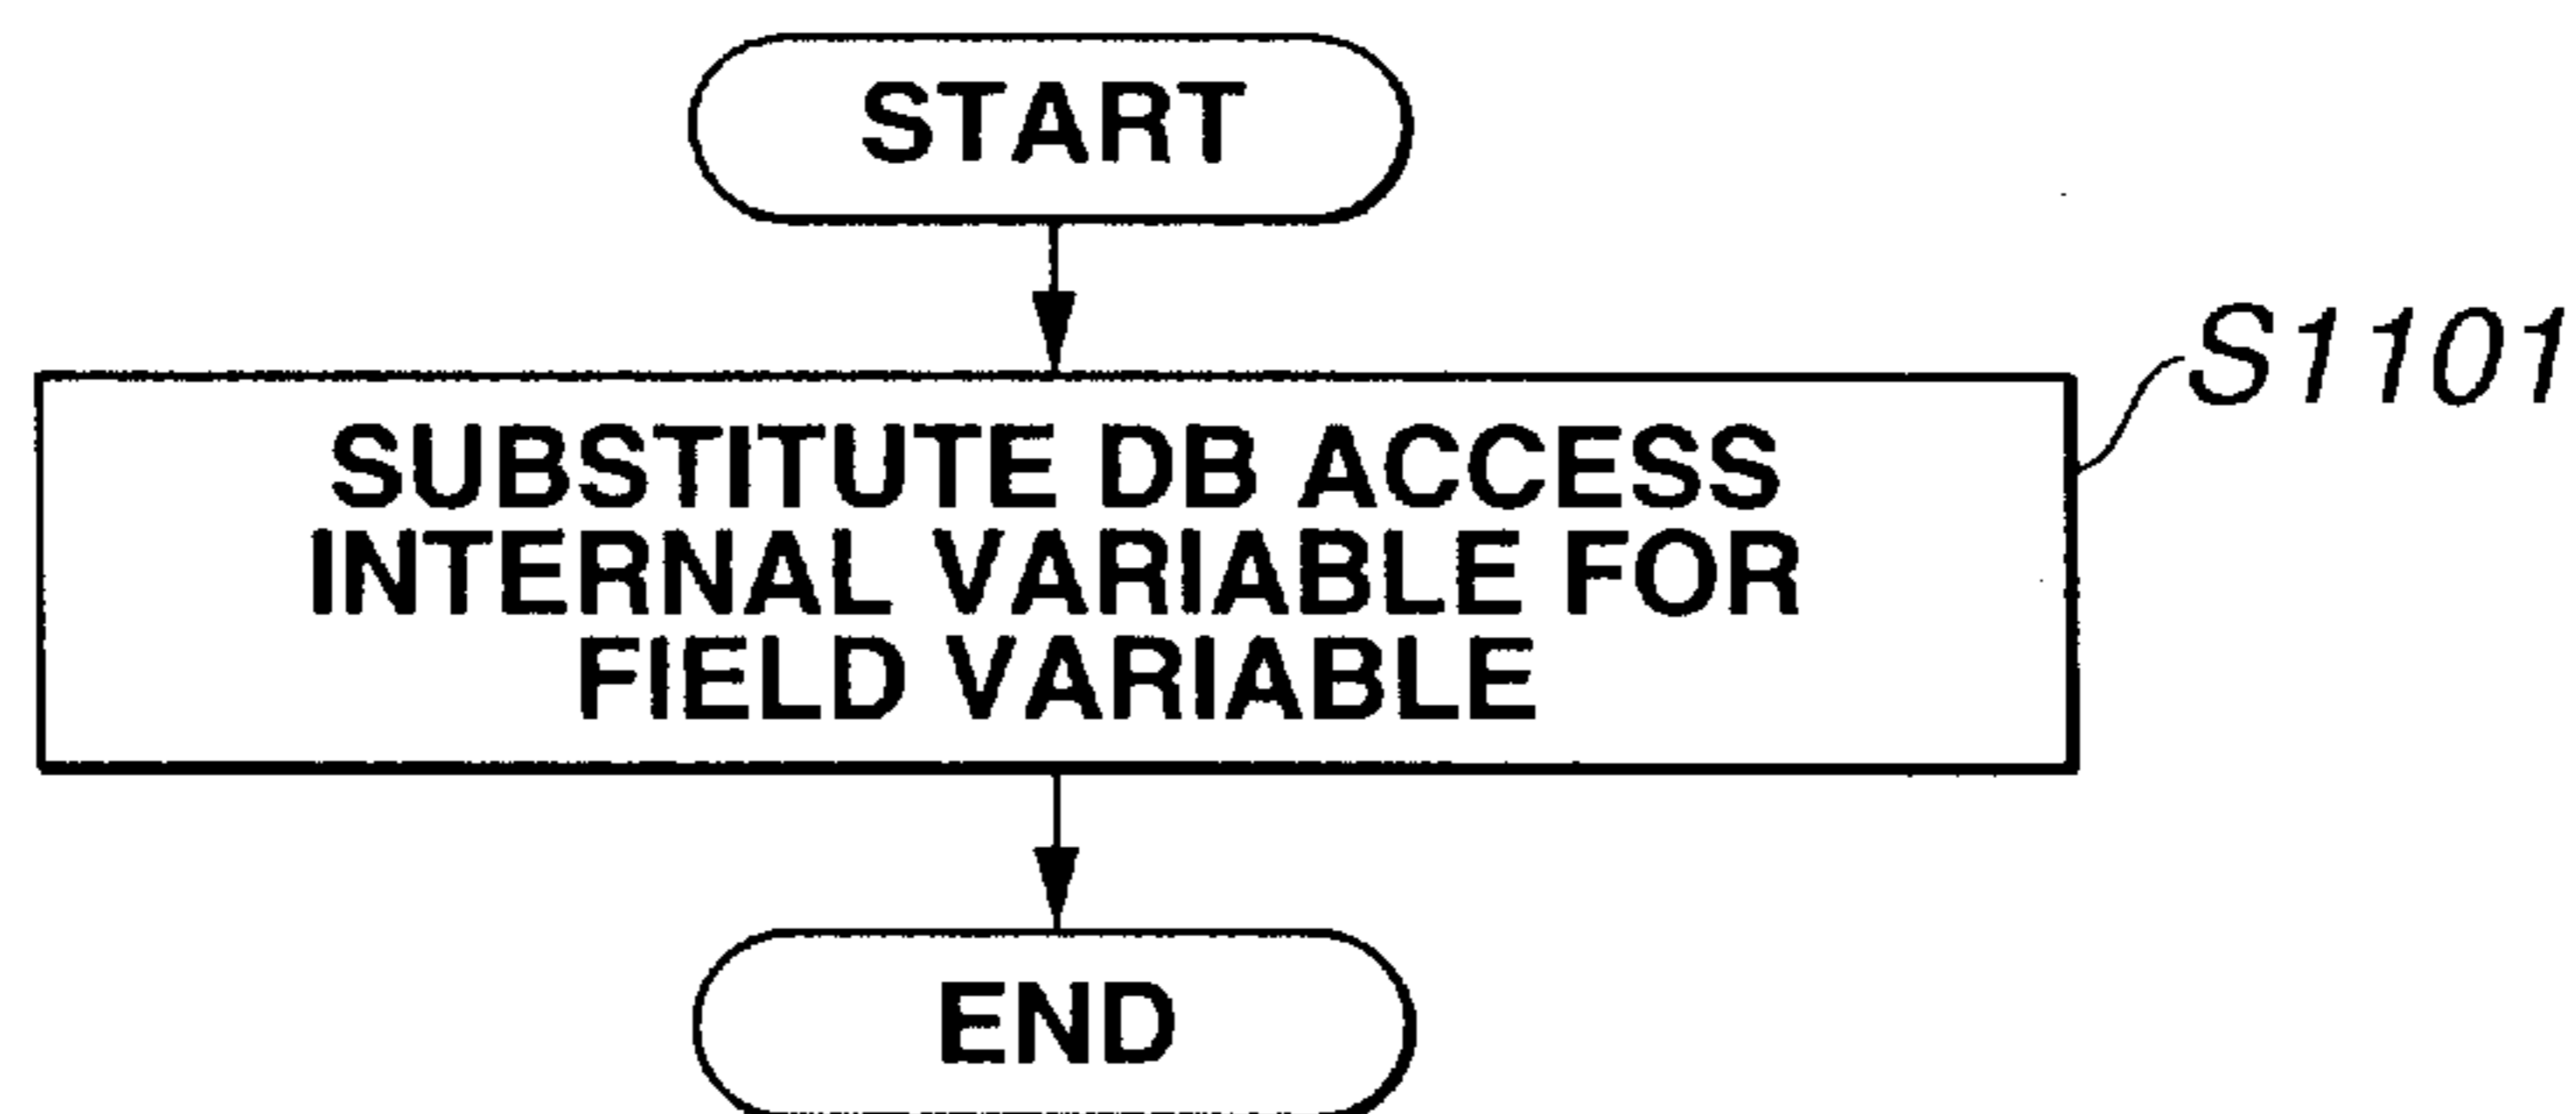 START
S1101
SUBSTITUTE DB ACCESS
INTERNAL VARIABLE FOR
FIELD VARIABLE
END